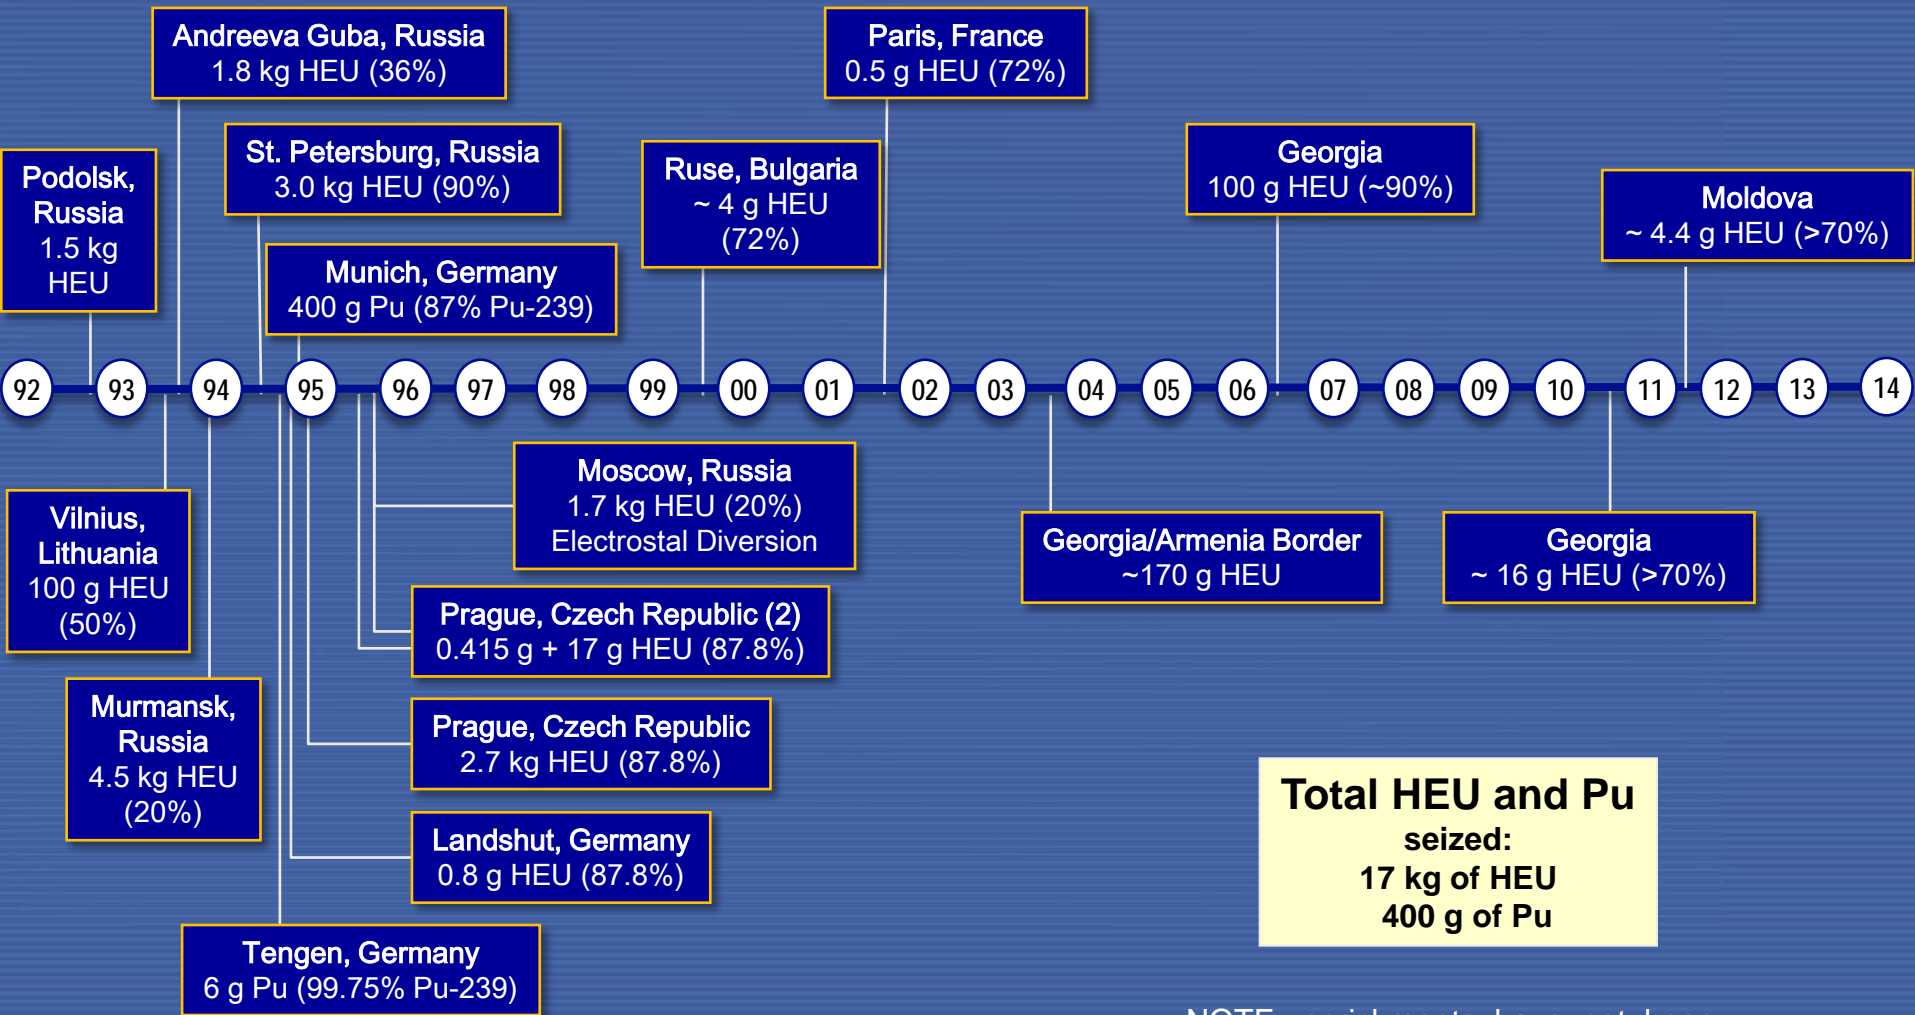 Andreeva Guba, Russia
1.8 kg HEU (36%)
Paris, France
0.5 g HEU (72%)
St. Petersburg, Russia
3.0 kg HEU (90%)
Podolsk,
Russia
1.5 kg
HEU
Ruse, Bulgaria
~ 4 g HEU
(72%)
Georgia
100 g HEU (~90%)
Moldova
~ 4.4 g HEU (>70%)
Munich, Germany
400 g Pu (87% Pu-239)
92 93 94 95 96 97 98 99 00 01 02 03 04 05 06 07 08 09 10 11 12 13 14
Vilnius,
Lithuania
100 g HEU
(50%)
Moscow, Russia
1.7 kg HEU (20%)
Electrostal Diversion
Georgia/Armenia Border
~170 g HEU
Georgia
~ 16 g HEU (>70%)
Prague, Czech Republic (2)
0.415 g + 17 g HEU (87.8%)
Murmansk,
Russia
4.5 kg HEU
(20%)
Prague, Czech Republic
2.7 kg HEU (87.8%)
Landshut, Germany
0.8 g HEU (87.8%)
Tengen, Germany
6 g Pu (99.75% Pu-239)
Total HEU and Pu
seized:
17 kg of HEU
400 g of Pu
NOTE